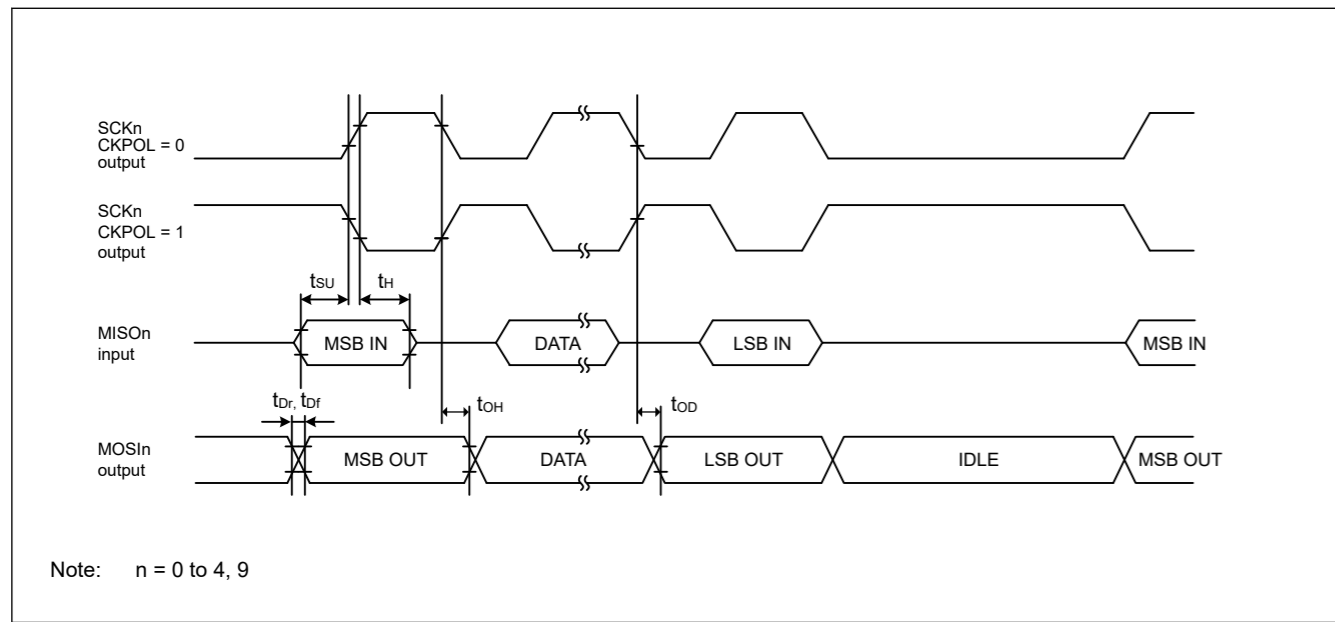 SCKn
CKPOL = 0
output
SCKn
CKPOL = 1
output
tSU
tH
MISOn
input
MSB IN
DATA
LSB IN
MSB IN
tDr, tDf
tOH
tOD
MOSIn
output
MSB OUT
DATA
LSB OUT
IDLE
MSB OUT
Note: n = 0 to 4, 9